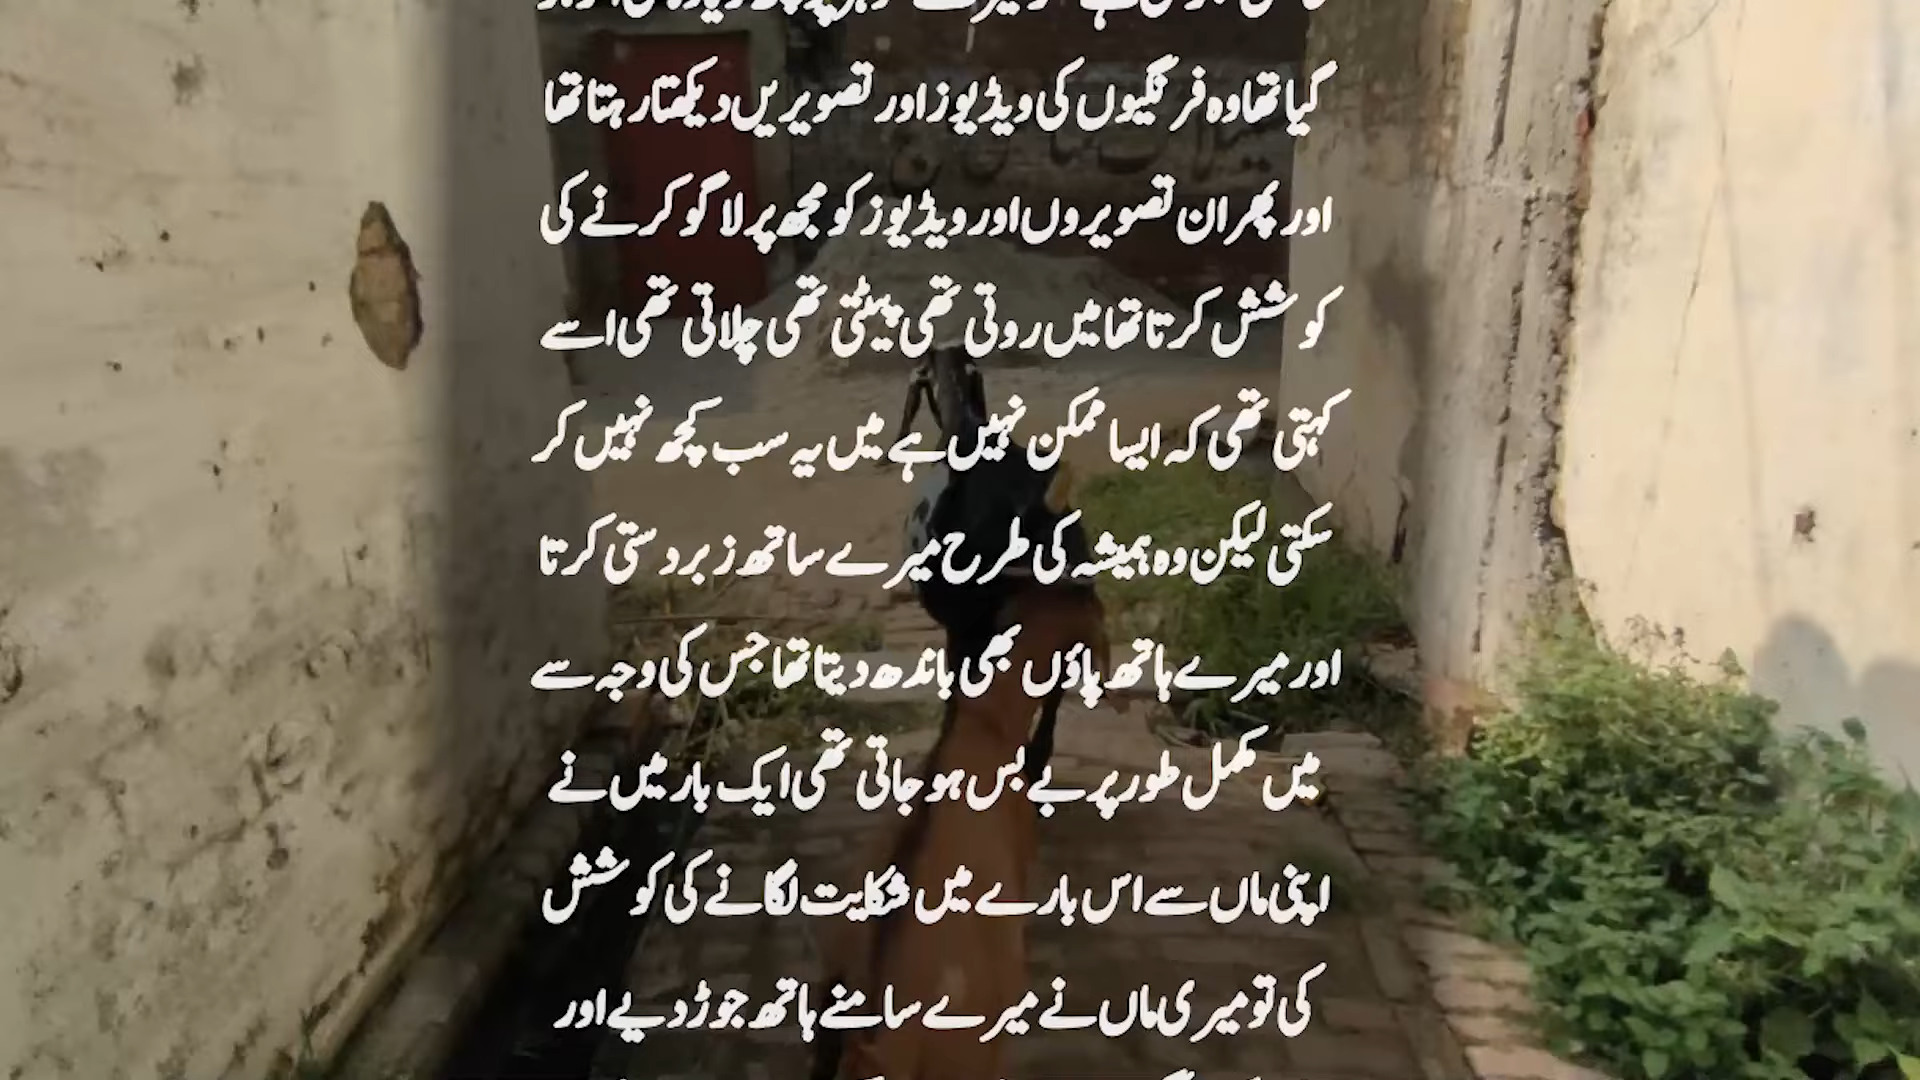 گیا تھا وہ فرنگیوں کی ویڈیوز اور تصویریں دیکھتا رہتا تھا
اور پھر ان تصویروں اور ویڈیوز کو مجھ پر لاگو کرنے کی
کوشش کرتا تھا میں روتی تھی پیٹتی تھی چلاتی تھی اسے
کہتی تھی کہ ایسا ممکن نہیں ہے میں یہ سب کچھ نہیں کر
سکتی لیکن وہ ہمیشہ کی طرح میرے ساتھ زبردستی کرتا
اور میرے ہاتھ پاؤں بھی باندھ دیتا تھا جس کی وجہ سے
میں مکمل طور پر بے بس ہو جاتی تھی ایک بار میں نے
اپنی ماں سے اس بارے میں شکایت لگانے کی کوشش
کی تو میری ماں نے میرے سامنے ہاتھ جوڑ دیے اور